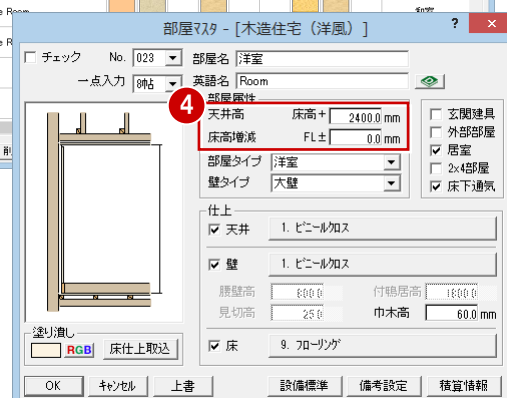 部屋マスタ - [木造住宅（洋風）] ? ×
チェック No. 023 部屋名 洋室
一点入力 8帖 英語名 Room
部屋属性
4
天井高 床高+ 2400.0 mm
床高増減 FL± 0.0 mm
部屋タイプ 洋室
壁タイプ 大壁
玄関建具
外部部屋
居室
2x4部屋
床下通気
仕上
天井 1. ビニールクロス
壁 1. ビニールクロス
腰壁高 付鴨居高
見切高 25.0 巾木高 60.0 mm
床 9. フローリング
塗り潰し
RGB 床仕上取込
OK キャンセル 上書 設備標準 備考設定 積算情報